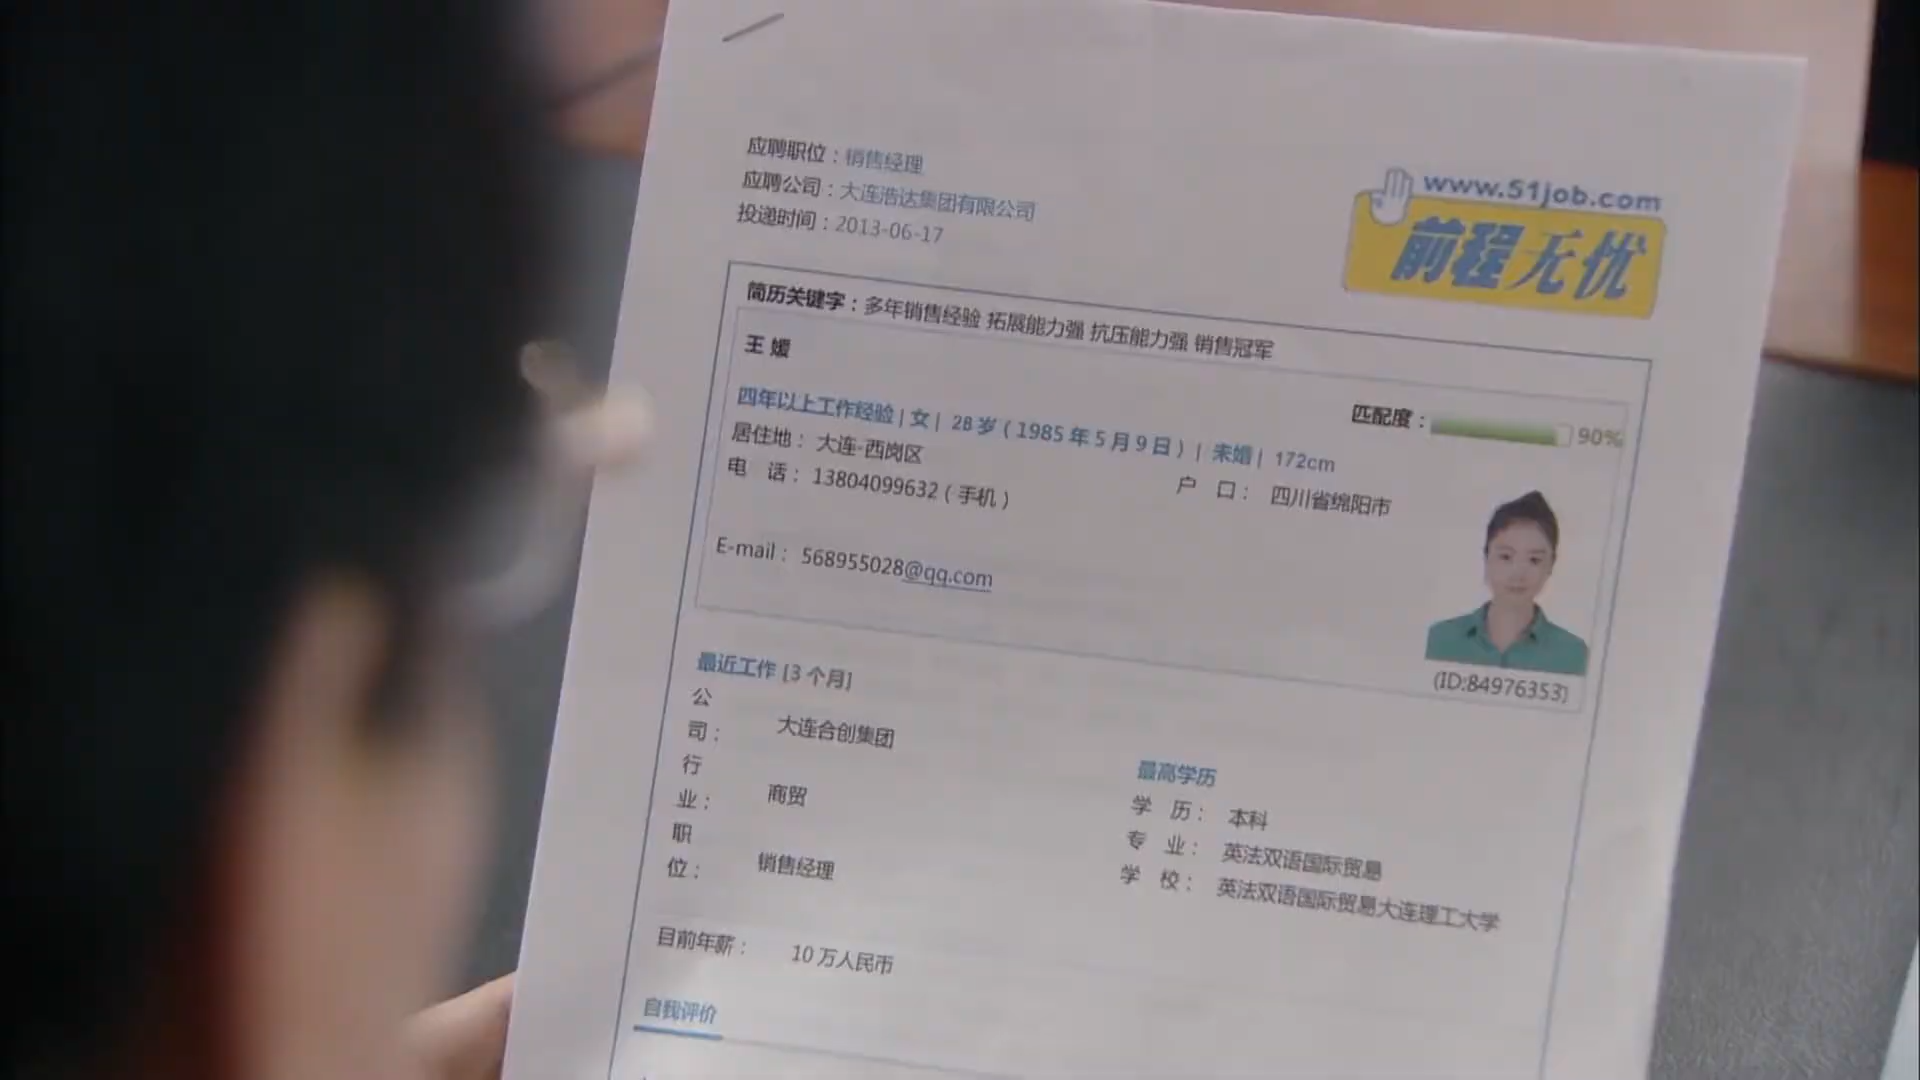 应聘职位：销售经理
应聘公司：大连浩达集团有限公司
投递时间：2013-06-17
www.51job.com
前程无忧
简历关键字：多年销售经验 拓展能力强 抗压能力强 销售冠军
王 媛
匹配度： 90%
四年以上工作经验 | 女 | 28 岁（1985 年 5 月 9 日）| 未婚 | 172cm
居住地： 大连-西岗区
户 口： 四川省绵阳市
电 话： 13804099632（手机）
E-mail： 568955028@qq.com
(ID:84976353)
最近工作 [3 个月]
公司： 大连合创集团
行业： 商贸
职位： 销售经理
最高学历
学 历： 本科
专 业： 英法双语国际贸易
学 校： 英法双语国际贸易大连理工大学
目前年薪： 10 万人民币
自我评价